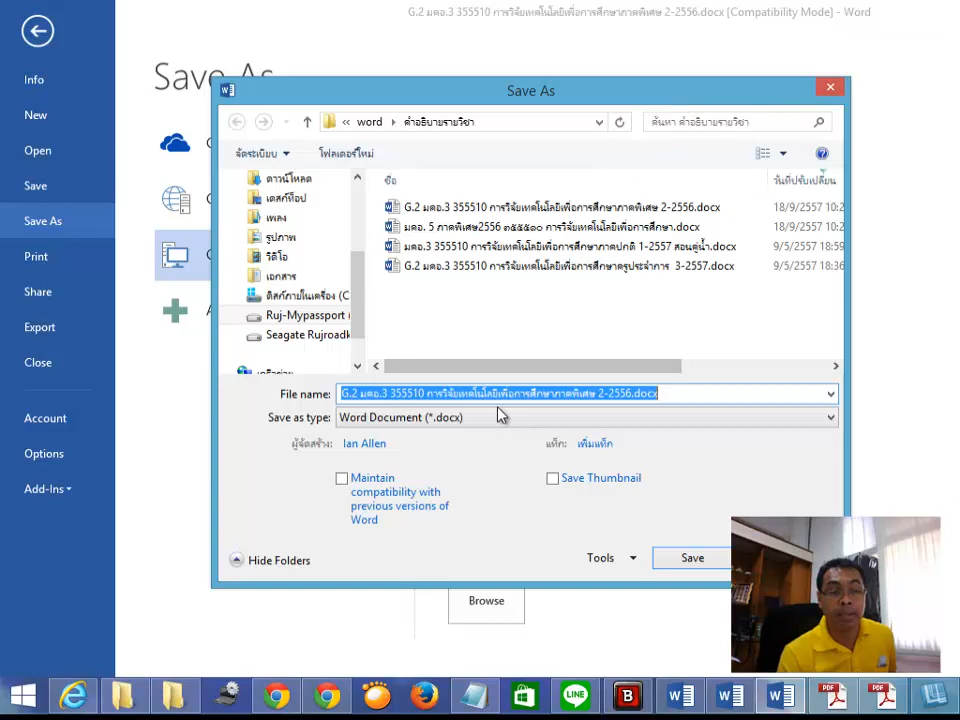 G.2 มคอ.3 355510 การวิจัยเทคโนโลยีเพื่อการศึกษาภาคพิเศษ 2-2556.docx [Compatibility Mode] - Word
Info
New
Open
Save
Save As
Print
Share
Export
Close
Account
Options
Add-Ins
Save As
Save As
word
คำอธิบายรายวิชา
ค้นหา คำอธิบายรายวิชา
จัดระเบียบ
โฟลเดอร์ใหม่
ดาวน์โหลด
เดสก์ท็อป
เพลง
รูปภาพ
วิดีโอ
เอกสาร
ดิสก์ภายในเครื่อง (C
Ruj-Mypassport (
Seagate Rujroadk
เครือข่าย
ชื่อ
วันที่ปรับเปลี่ยน
G.2 มคอ.3 355510 การวิจัยเทคโนโลยีเพื่อการศึกษาภาคพิเศษ 2-2556.docx
18/9/2557 10:2
มคอ. 5 ภาคพิเศษ2556 ๓๕๕๕๑๐ การวิจัยเทคโนโลยีเพื่อการศึกษา.docx
18/9/2557 10:2
มคอ.3 355510 การวิจัยเทคโนโลยีเพื่อการศึกษาภาคปกติ 1-2557 สอนคู่น้ำ.docx
9/5/2557 18:59
G.2 มคอ.3 355510 การวิจัยเทคโนโลยีเพื่อการศึกษาครูประจำการ 3-2557.docx
9/5/2557 18:36
File name:
G.2 มคอ.3 355510 การวิจัยเทคโนโลยีเพื่อการศึกษาภาคพิเศษ 2-2556.docx
Save as type:
Word Document (*.docx)
ผู้จัดสร้าง:
Ian Allen
แท็ก:
เพิ่มแท็ก
Maintain
compatibility with
previous versions of
Word
Save Thumbnail
Hide Folders
Tools
Save
Browse
LINE
B
PDF
PDF